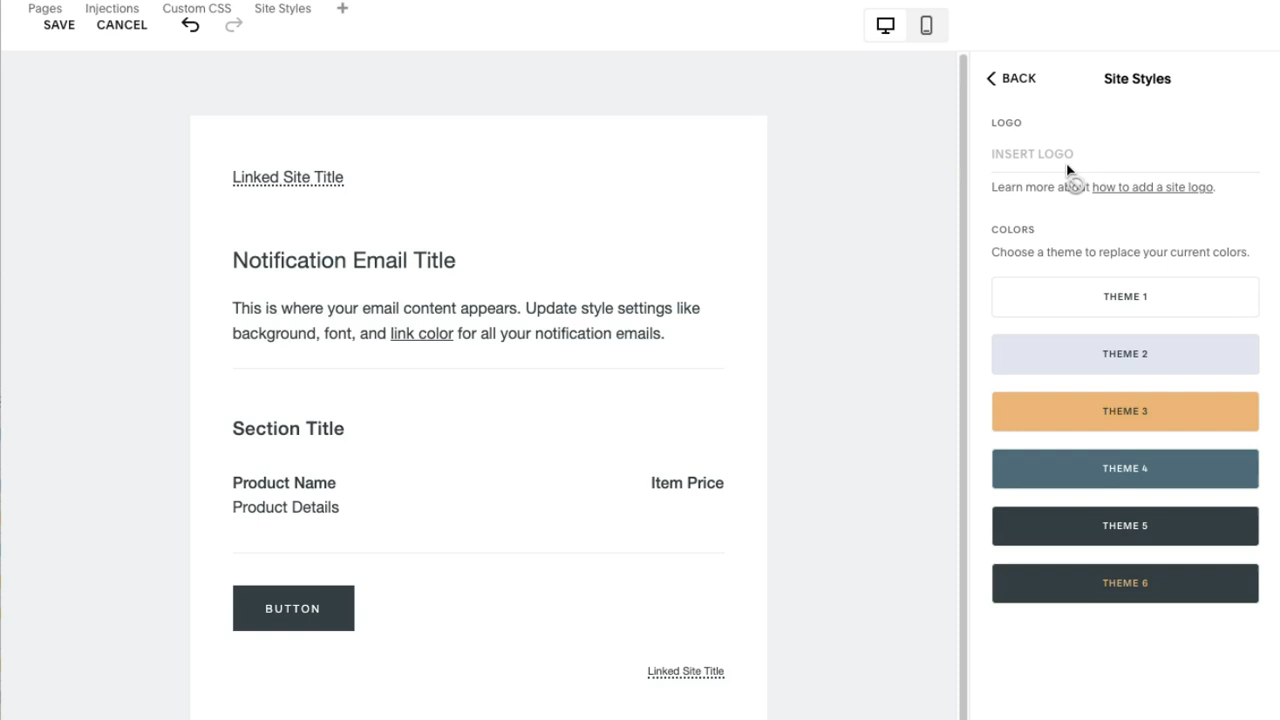 Pages Injections Custom CSS Site Styles +
SAVE CANCEL
Linked Site Title
Notification Email Title
This is where your email content appears. Update style settings like
background, font, and link color for all your notification emails.
Section Title
Product Name Item Price
Product Details
BUTTON
Linked Site Title
BACK Site Styles
LOGO
INSERT LOGO
Learn more about how to add a site logo.
COLORS
Choose a theme to replace your current colors.
THEME 1
THEME 2
THEME 3
THEME 4
THEME 5
THEME 6